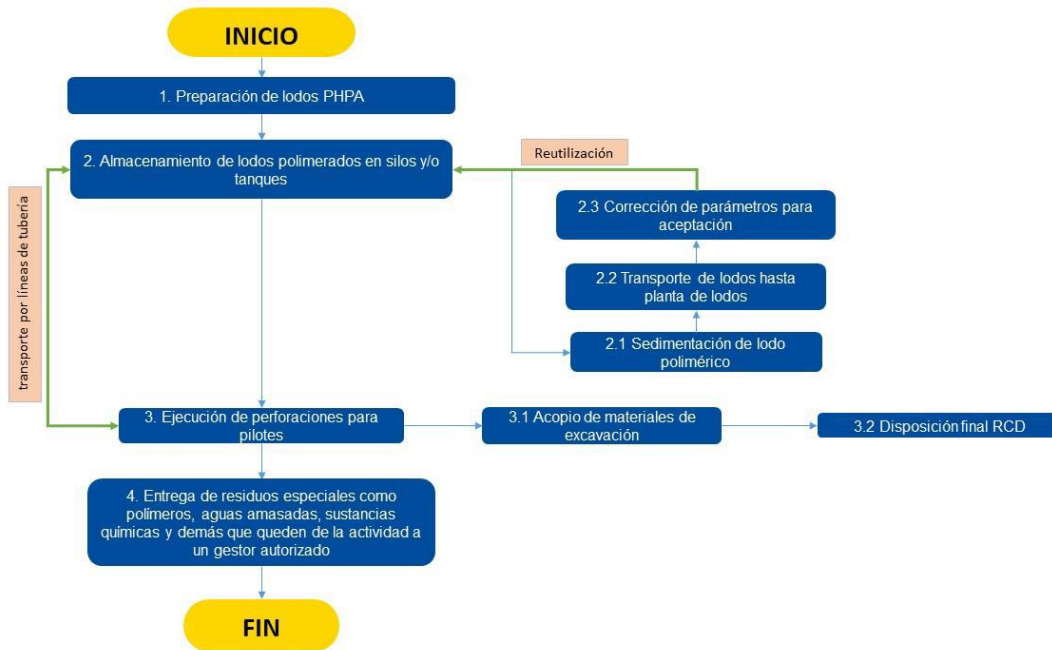 INICIO
1. Preparación de lodos PHPA
2. Almacenamiento de lodos polimerados en silos y/o
tanques
Reutilización
2.3 Corrección de parámetros para
aceptación
2.2 Transporte de lodos hasta
planta de lodos
2.1 Sedimentación de lodo
polimérico
transporte por líneas de tubería
3. Ejecución de perforaciones para
pilotes
3.1 Acopio de materiales de
excavación
3.2 Disposición final RCD
4. Entrega de residuos especiales como
polímeros, aguas amasadas, sustancias
químicas y demás que queden de la actividad a
un gestor autorizado
FIN